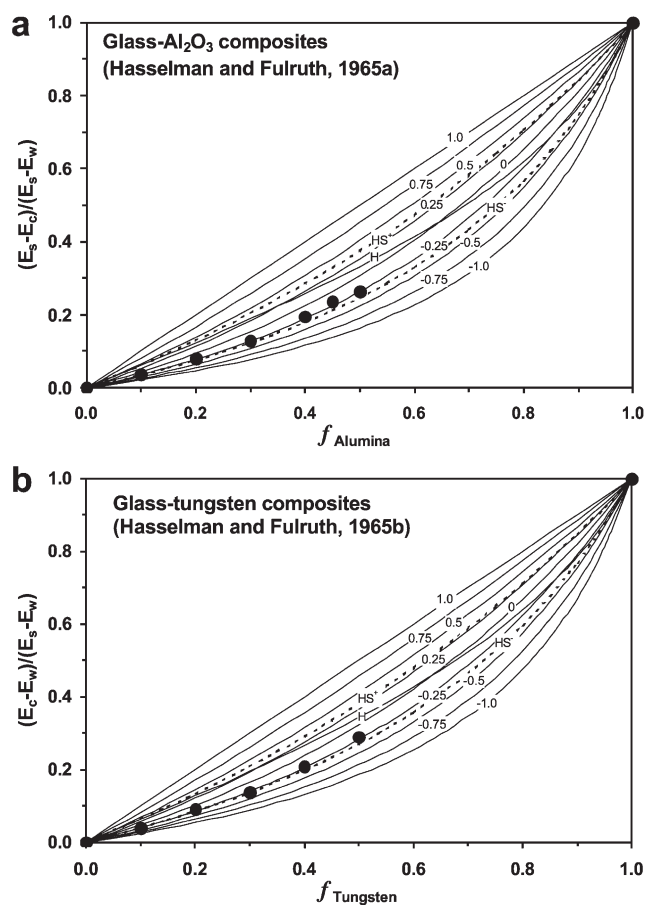 a
Glass-Al2O3 composites
(Hasselman and Fulruth, 1965a)
(Es-Ec)/(Es-Ew)
1.0
0.8
0.6
0.4
0.2
0.0
1.0
0.75
0.5
0.25
0
HS+
H
HS-
-0.25
-0.5
-0.75
-1.0
0.0 0.2 0.4 0.6 0.8 1.0
f Alumina
b
Glass-tungsten composites
(Hasselman and Fulruth, 1965b)
(Ec-Ew)/(Es-Ew)
1.0
0.8
0.6
0.4
0.2
0.0
1.0
0.5
0.75
0
0.25
HS-
HS+
H
-0.5
-0.25
-1.0
-0.75
0.0 0.2 0.4 0.6 0.8 1.0
f Tungsten